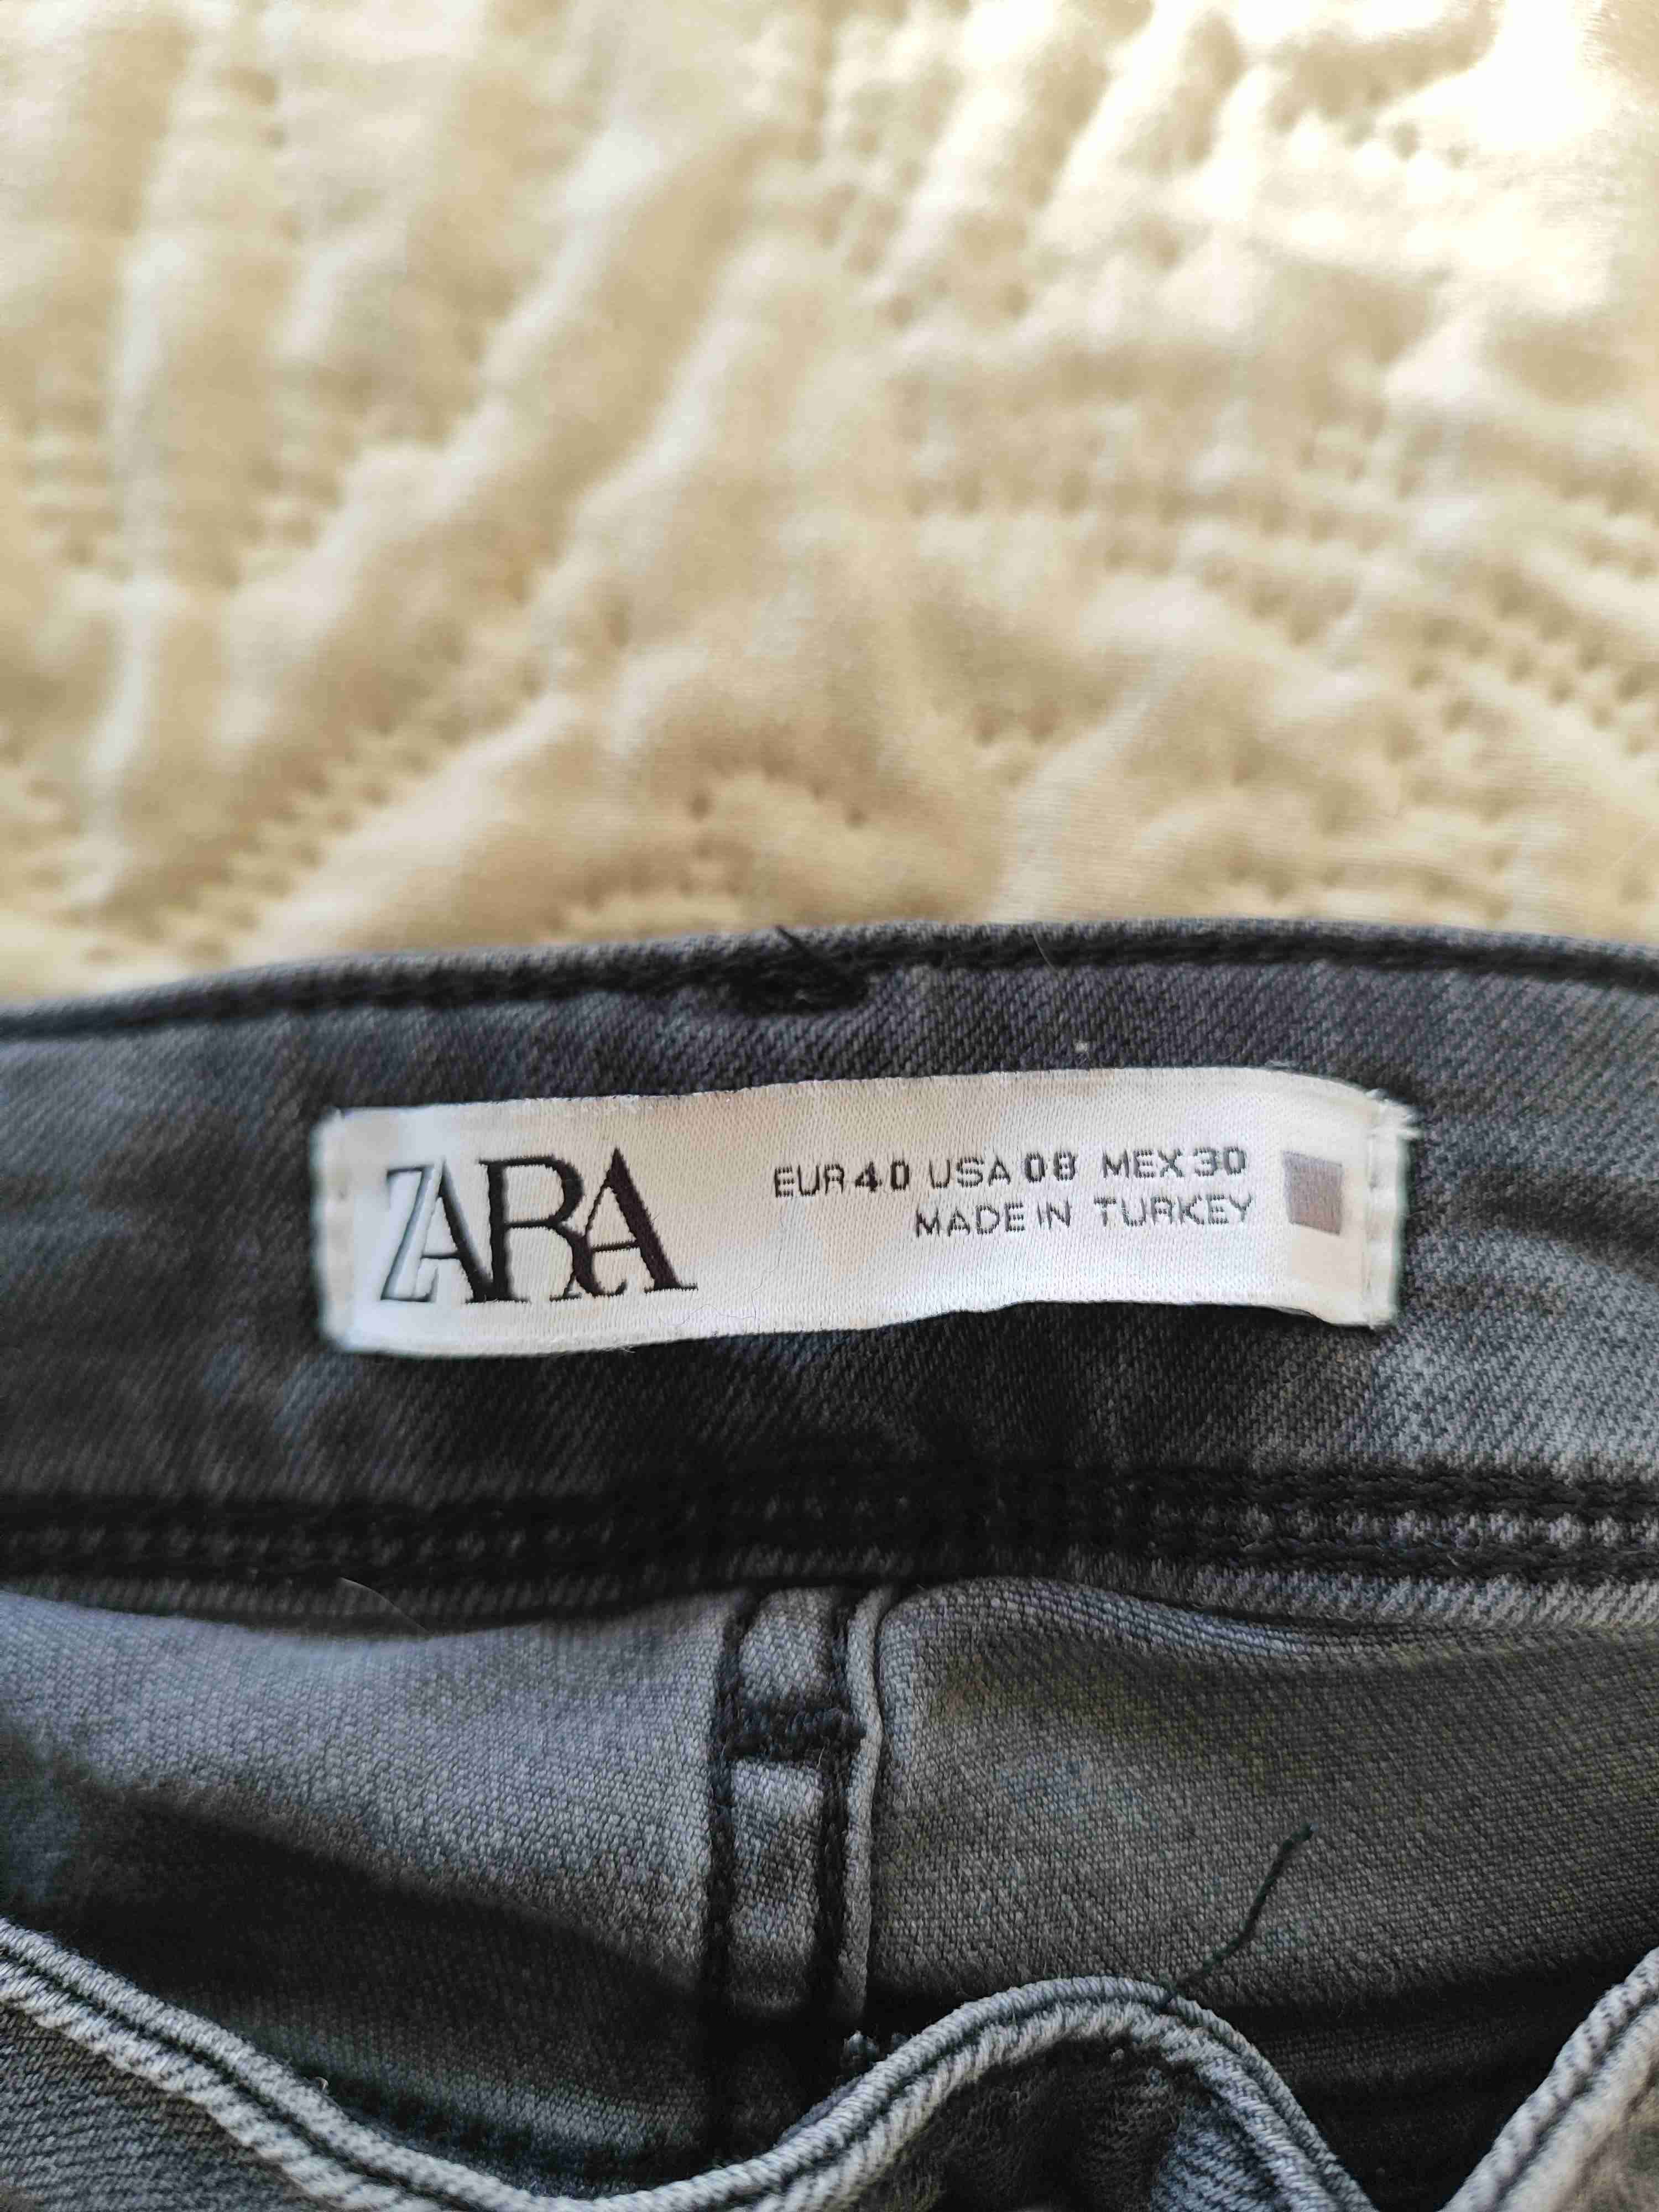 ZARA
EUR 40 USA 08 MEX 30
MADE IN TURKEY